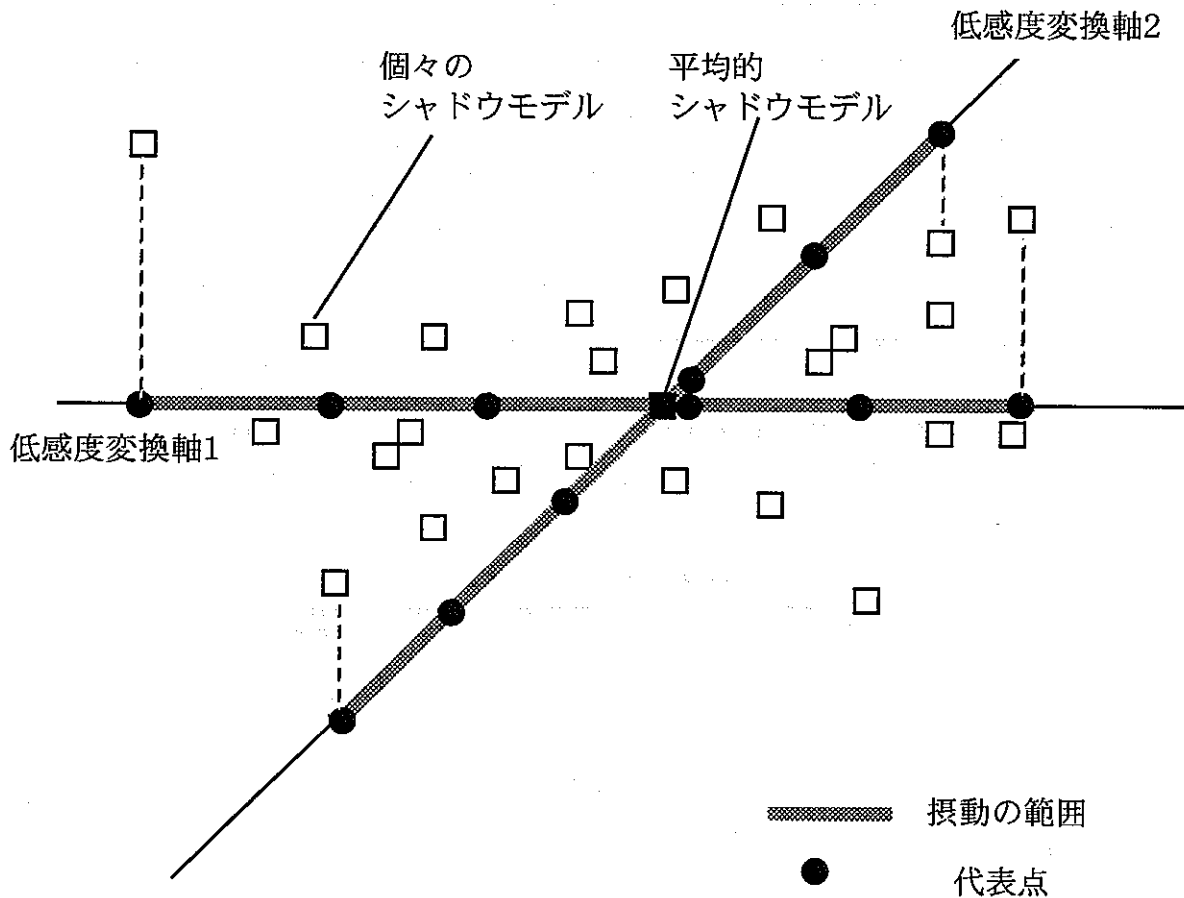 低感度変換軸2
個々の
シャドウモデル
平均的
シャドウモデル
低感度変換軸1
摂動の範囲
代表点